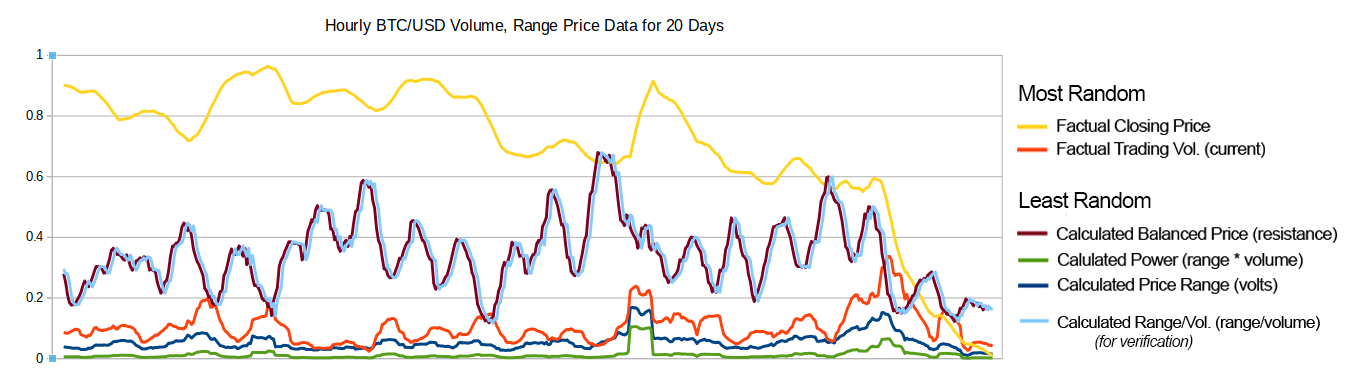 Hourly BTC/USD Volume, Range Price Data for 20 Days
1
0.8
0.6
0.4
0.2
0
Most Random
Factual Closing Price
Factual Trading Vol. (current)
Least Random
Calculated Balanced Price (resistance)
Calulated Power (range * volume)
Calculated Price Range (volts)
Calculated Range/Vol. (range/volume)
(for verification)